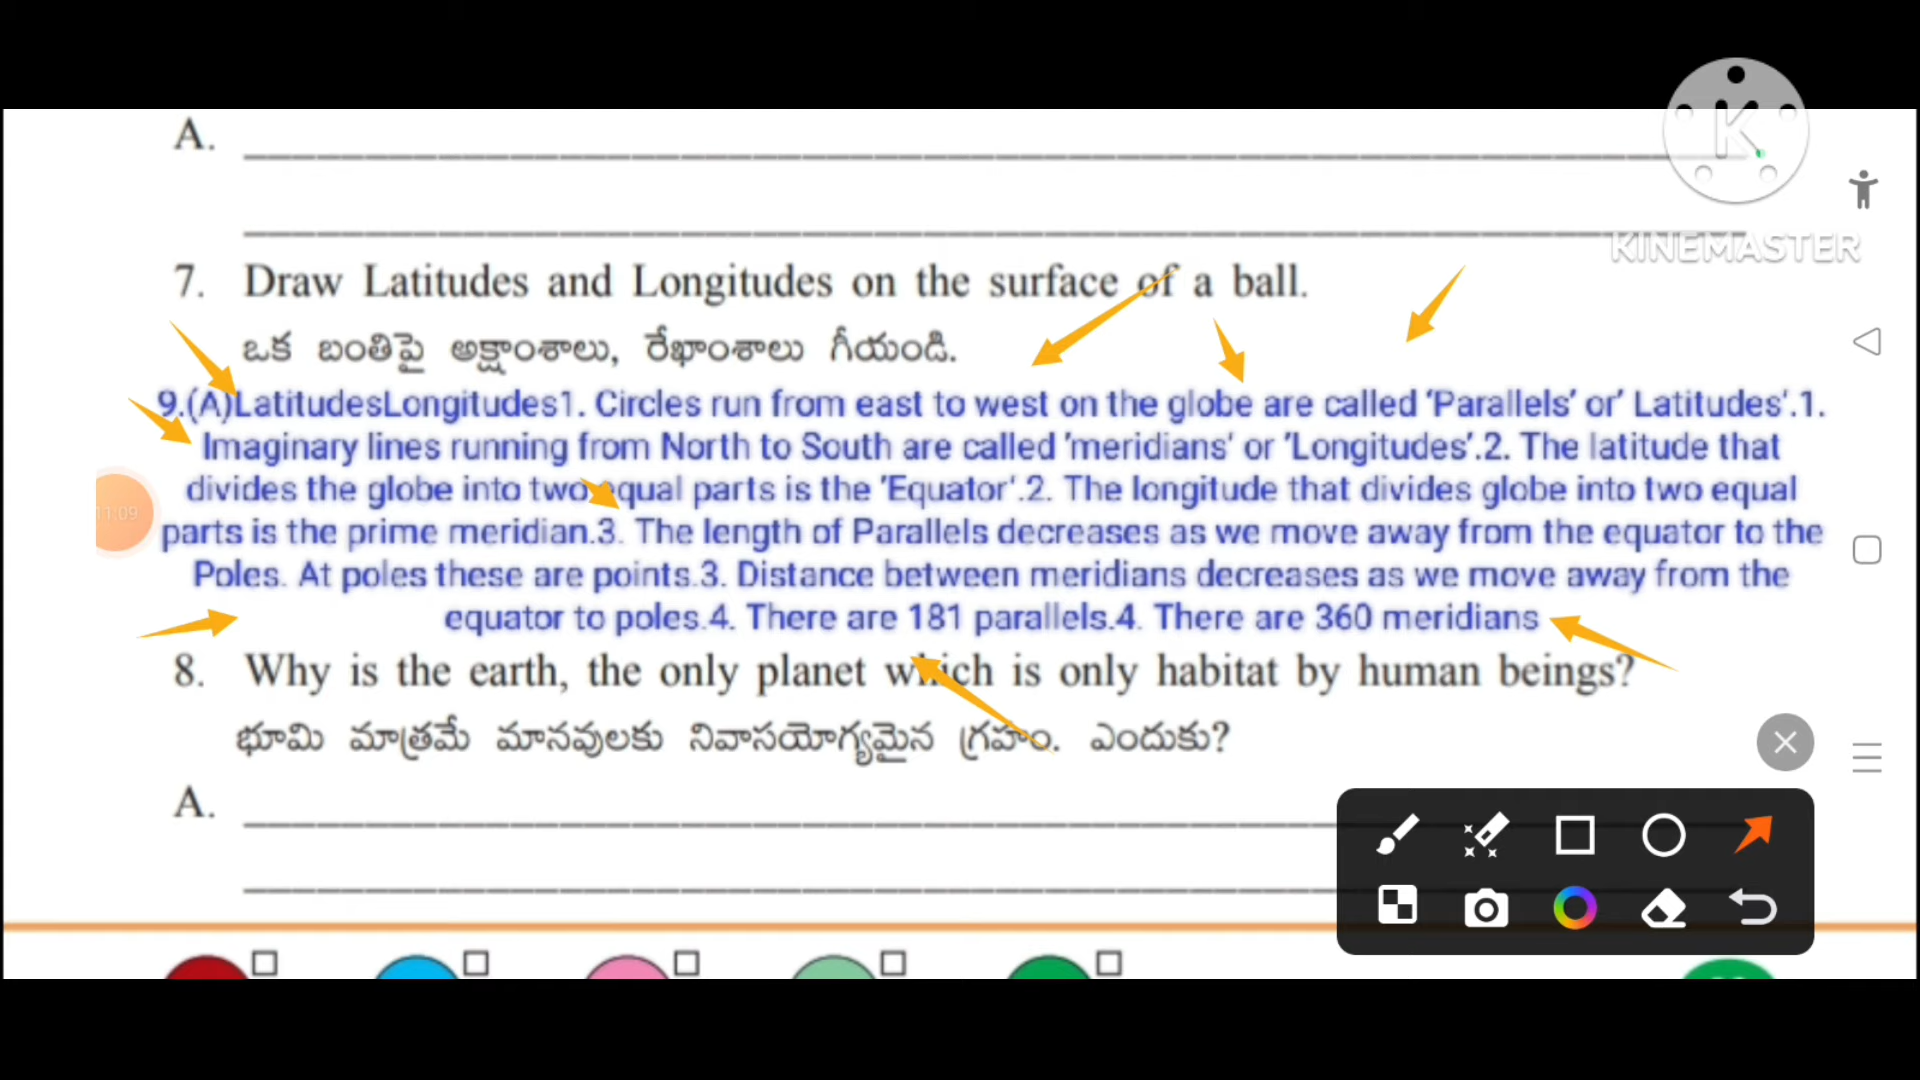 A.
KINEMASTER
7. Draw Latitudes and Longitudes on the surface of a ball.
ఒక బంతిపై అక్షాంశాలు, రేఖాంశాలు గీయండి.
9.(A)LatitudesLongitudes1. Circles run from east to west on the globe are called ‘Parallels’ or’ Latitudes’.1.
Imaginary lines running from North to South are called ’meridians’ or ’Longitudes’.2. The latitude that
divides the globe into two equal parts is the ’Equator’.2. The longitude that divides globe into two equal
11:09
parts is the prime meridian.3. The length of Parallels decreases as we move away from the equator to the
Poles. At poles these are points.3. Distance between meridians decreases as we move away from the
equator to poles.4. There are 181 parallels.4. There are 360 meridians
8. Why is the earth, the only planet which is only habitat by human beings?
భూమి మాత్రమే మానవులకు నివాసయోగ్యమైన గ్రహం. ఎందుకు?
A.